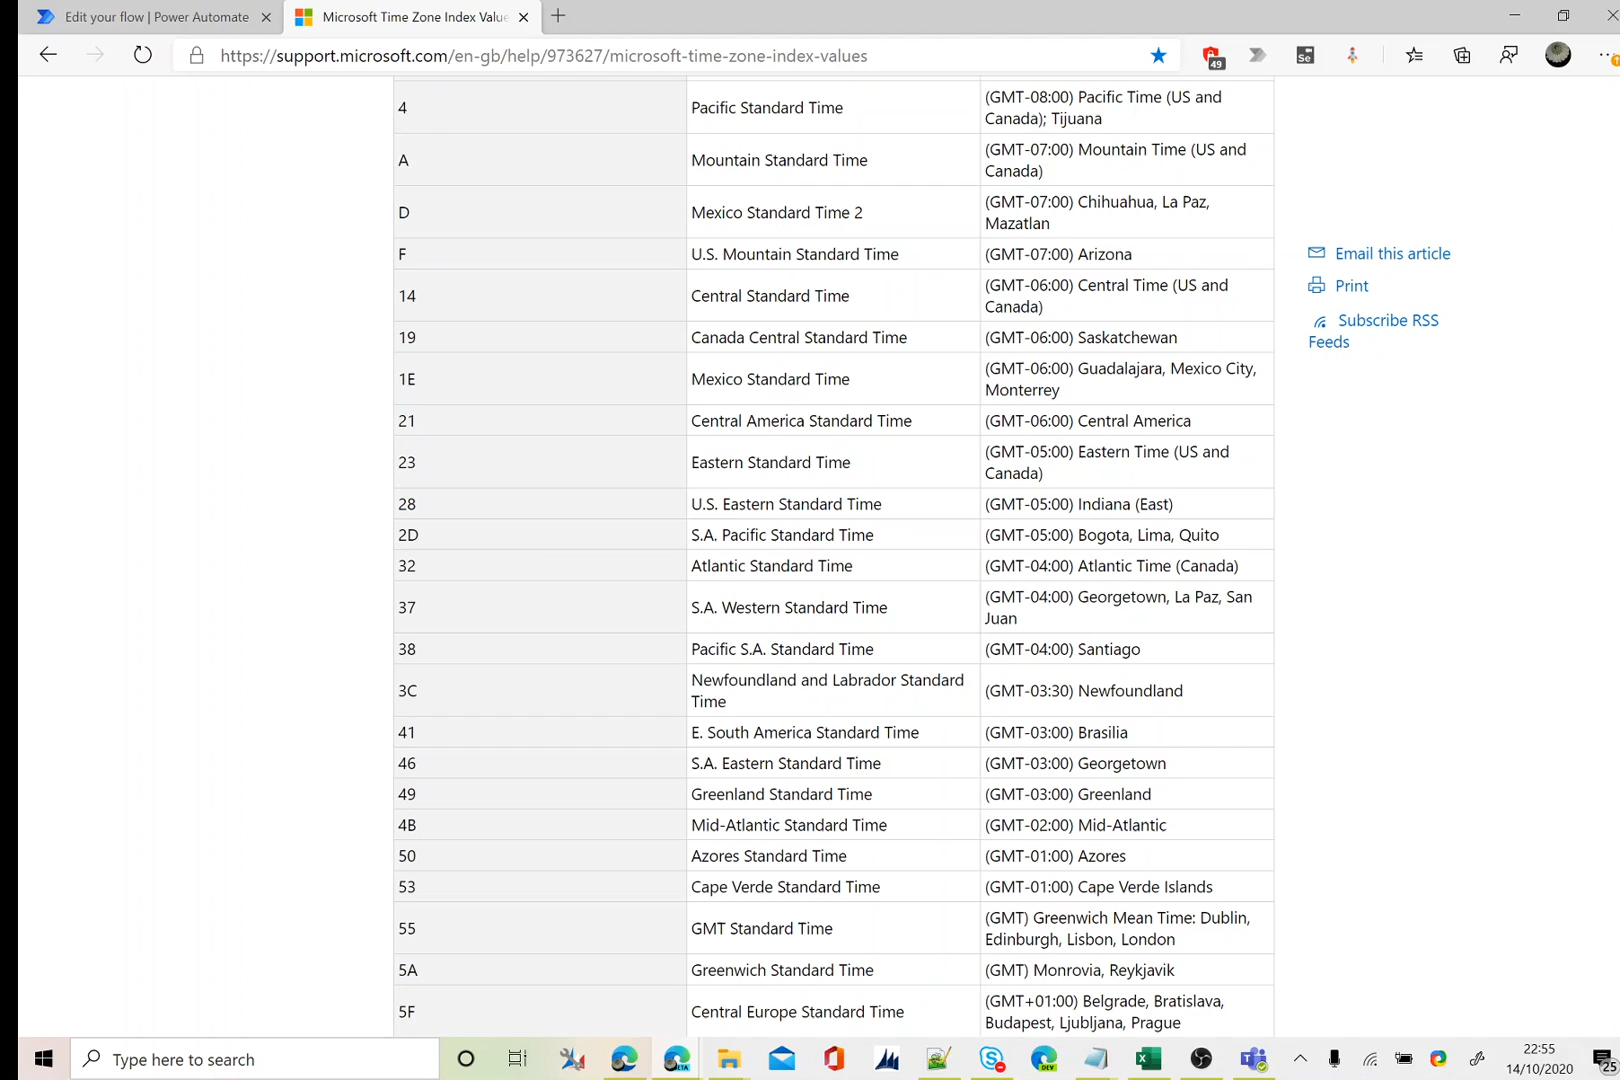 Edit your flow | Power Automate
Microsoft Time Zone Index Value
https://support.microsoft.com/en-gb/help/973627/microsoft-time-zone-index-values
49
Se
4 Pacific Standard Time (GMT-08:00) Pacific Time (US and
Canada); Tijuana
A Mountain Standard Time (GMT-07:00) Mountain Time (US and
Canada)
D Mexico Standard Time 2 (GMT-07:00) Chihuahua, La Paz,
Mazatlan
F U.S. Mountain Standard Time (GMT-07:00) Arizona
14 Central Standard Time (GMT-06:00) Central Time (US and
Canada)
19 Canada Central Standard Time (GMT-06:00) Saskatchewan
1E Mexico Standard Time (GMT-06:00) Guadalajara, Mexico City,
Monterrey
21 Central America Standard Time (GMT-06:00) Central America
23 Eastern Standard Time (GMT-05:00) Eastern Time (US and
Canada)
28 U.S. Eastern Standard Time (GMT-05:00) Indiana (East)
2D S.A. Pacific Standard Time (GMT-05:00) Bogota, Lima, Quito
32 Atlantic Standard Time (GMT-04:00) Atlantic Time (Canada)
37 S.A. Western Standard Time (GMT-04:00) Georgetown, La Paz, San
Juan
38 Pacific S.A. Standard Time (GMT-04:00) Santiago
3C Newfoundland and Labrador Standard
Time (GMT-03:30) Newfoundland
41 E. South America Standard Time (GMT-03:00) Brasilia
46 S.A. Eastern Standard Time (GMT-03:00) Georgetown
49 Greenland Standard Time (GMT-03:00) Greenland
4B Mid-Atlantic Standard Time (GMT-02:00) Mid-Atlantic
50 Azores Standard Time (GMT-01:00) Azores
53 Cape Verde Standard Time (GMT-01:00) Cape Verde Islands
55 GMT Standard Time (GMT) Greenwich Mean Time: Dublin,
Edinburgh, Lisbon, London
5A Greenwich Standard Time (GMT) Monrovia, Reykjavik
5F Central Europe Standard Time (GMT+01:00) Belgrade, Bratislava,
Budapest, Ljubljana, Prague
Email this article
Print
Subscribe RSS
Feeds
Type here to search
BETA
DEV
22:55
14/10/2020
25